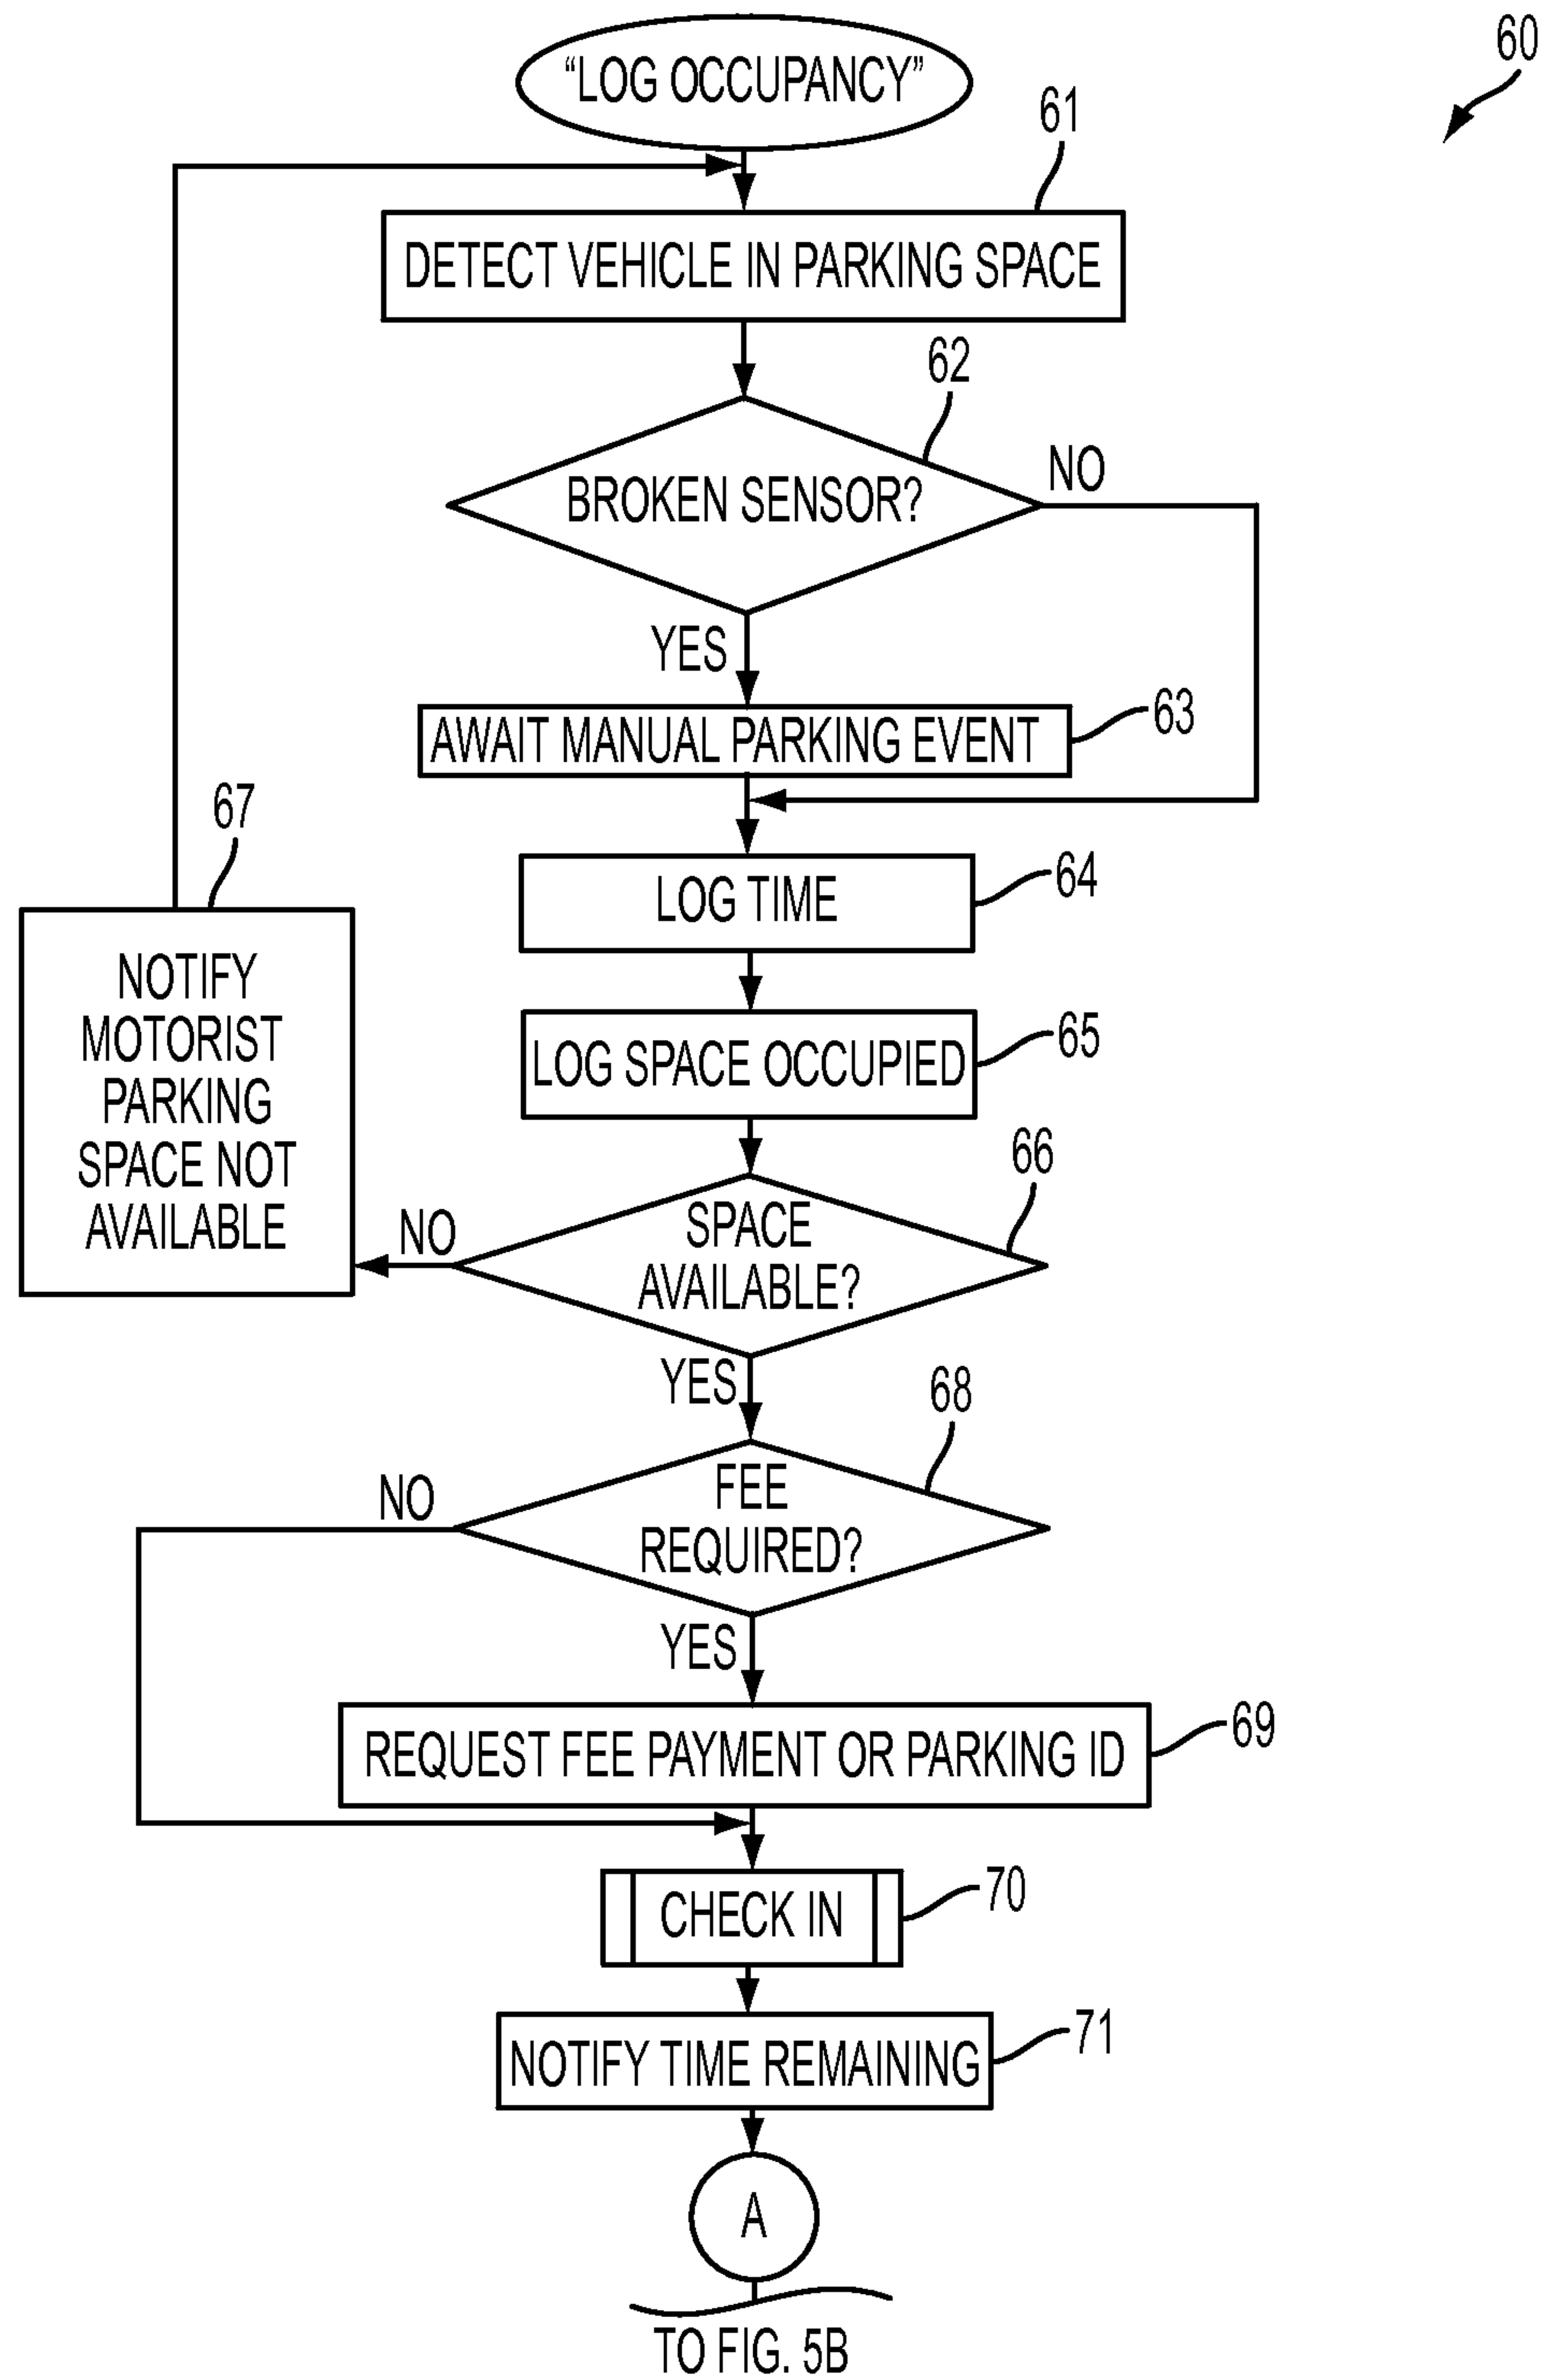 60
“LOG OCCUPANCY”
61
DETECT VEHICLE IN PARKING SPACE
62
BROKEN SENSOR?
NO
YES
AWAIT MANUAL PARKING EVENT
63
67
LOG TIME
64
NOTIFY
MOTORIST
PARKING
SPACE NOT
AVAILABLE
LOG SPACE OCCUPIED
65
66
SPACE
AVAILABLE?
NO
YES
68
FEE
REQUIRED?
NO
YES
REQUEST FEE PAYMENT OR PARKING ID
69
CHECK IN
70
NOTIFY TIME REMAINING
71
A
TO FIG. 5B